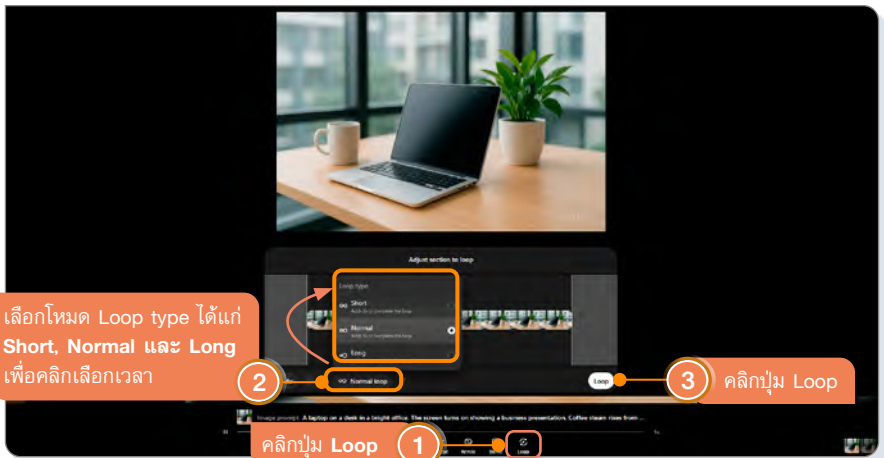 Adjust section to loop
Loop type
Short
Normal
Long
เลือกโหมด Loop type ได้แก่
Short, Normal และ Long
เพื่อคลิกเลือกเวลา
2
Normal loop
Loop
3
คลิกปุ่ม Loop
Image prompt A laptop on a desk in a bright office. The screen turns on showing a business presentation. Coffee steam rises from ...
คลิกปุ่ม Loop
1
Loop